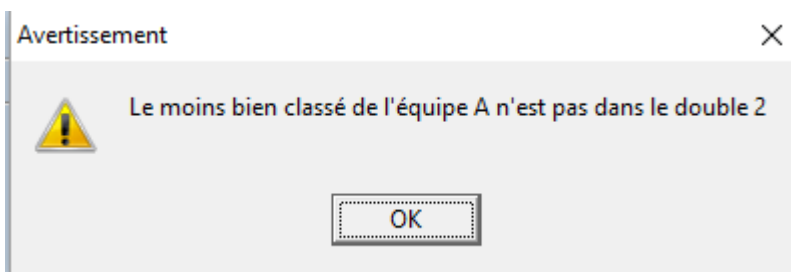 Avertissement
Le moins bien classé de l'équipe A n'est pas dans le double 2
OK